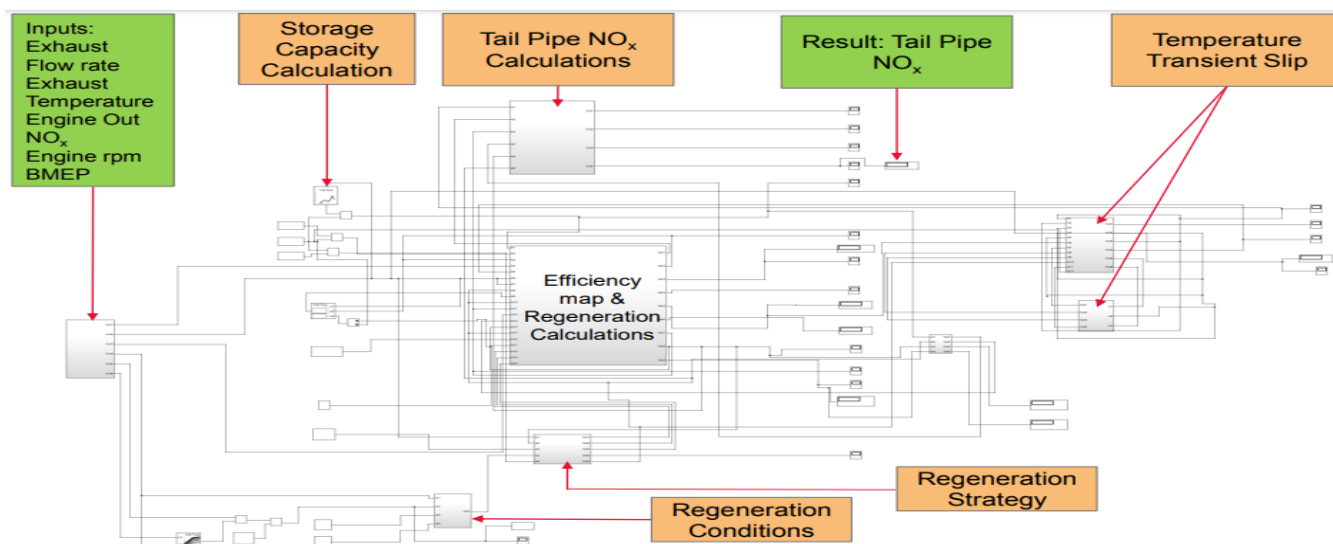 Inputs:
Exhaust
Flow rate
Exhaust
Temperature
Engine Out
NOx
Engine rpm
BMEP
Storage
Capacity
Calculation
Tail Pipe NOx
Calculations
Result: Tail Pipe
NOx
Temperature
Transient Slip
Efficiency
map &
Regeneration
Calculations
Regeneration
Strategy
Regeneration
Conditions